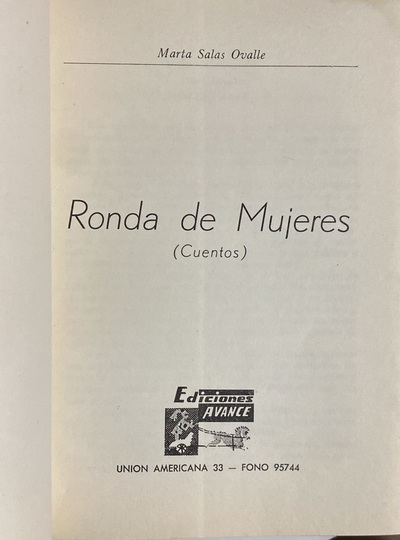 Marta Salas Ovalle
Ronda de Mujeres
(Cuentos)
Ediciones
AVANCE
UNION AMERICANA 33 — FONO 95744